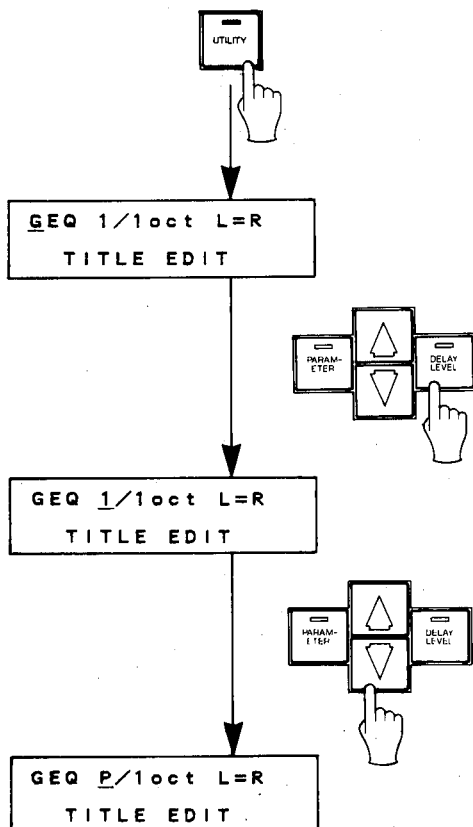 UTILITY
GEQ 1/1oct L=R
TITLE EDIT
PARAM-
ETER
DELAY
LEVEL
GEQ 1/1oct L=R
TITLE EDIT
PARAM-
ETER
DELAY
LEVEL
GEQ P/1oct L=R
TITLE EDIT